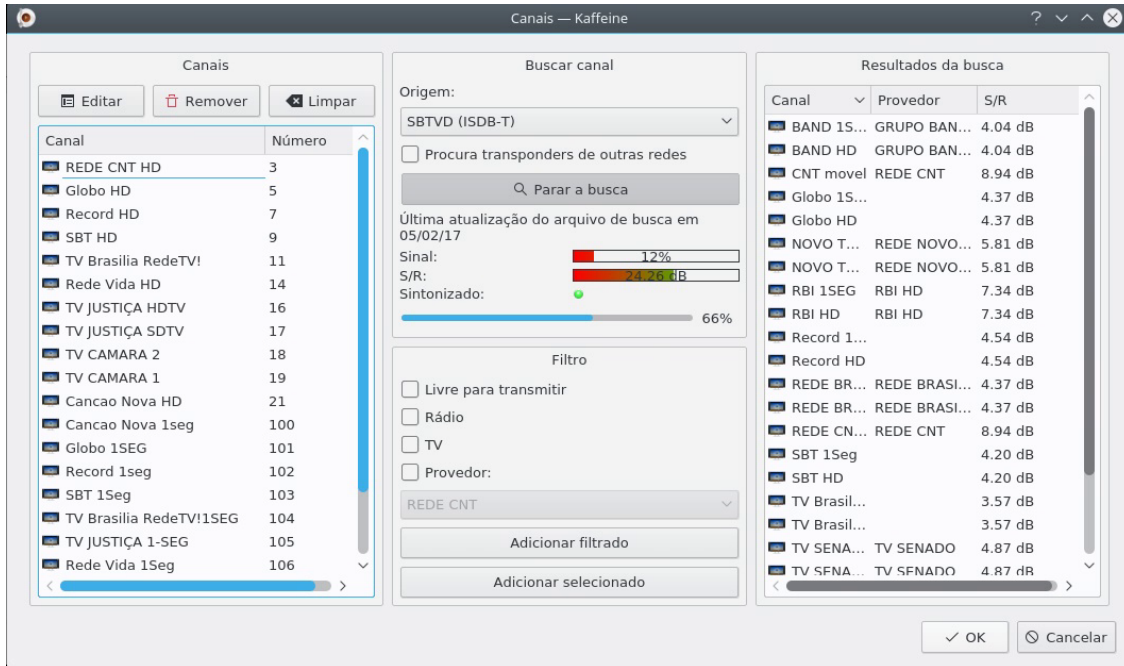 Canais — Kaffeine
Canais
Editar Remover Limpar
Canal Número
REDE CNT HD 3
Globo HD 5
Record HD 7
SBT HD 9
TV Brasilia RedeTV! 11
Rede Vida HD 14
TV JUSTIÇA HDTV 16
TV JUSTIÇA SDTV 17
TV CAMARA 2 18
TV CAMARA 1 19
Cancao Nova HD 21
Cancao Nova 1seg 100
Globo 1SEG 101
Record 1seg 102
SBT 1Seg 103
TV Brasilia RedeTV!1SEG 104
TV JUSTIÇA 1-SEG 105
Rede Vida 1Seg 106
Buscar canal
Origem:
SBTVD (ISDB-T)
Procura transponders de outras redes
Parar a busca
Última atualização do arquivo de busca em
05/02/17
Sinal: 12%
S/R: 24.26 dB
Sintonizado:
66%
Filtro
Livre para transmitir
Rádio
TV
Provedor:
REDE CNT
Adicionar filtrado
Adicionar selecionado
Resultados da busca
Canal Provedor S/R
BAND 1S... GRUPO BAN... 4.04 dB
BAND HD GRUPO BAN... 4.04 dB
CNT movel REDE CNT 8.94 dB
Globo 1S... 4.37 dB
Globo HD 4.37 dB
NOVO T... REDE NOVO... 5.81 dB
NOVO T... REDE NOVO... 5.81 dB
RBI 1SEG RBI HD 7.34 dB
RBI HD RBI HD 7.34 dB
Record 1... 4.54 dB
Record HD 4.54 dB
REDE BR... REDE BRASI... 4.37 dB
REDE BR... REDE BRASI... 4.37 dB
REDE CN... REDE CNT 8.94 dB
SBT 1Seg 4.20 dB
SBT HD 4.20 dB
TV Brasil... 3.57 dB
TV Brasil... 3.57 dB
TV SENA... TV SENADO 4.87 dB
TV SENA... TV SENADO 4.87 dB
OK Cancelar